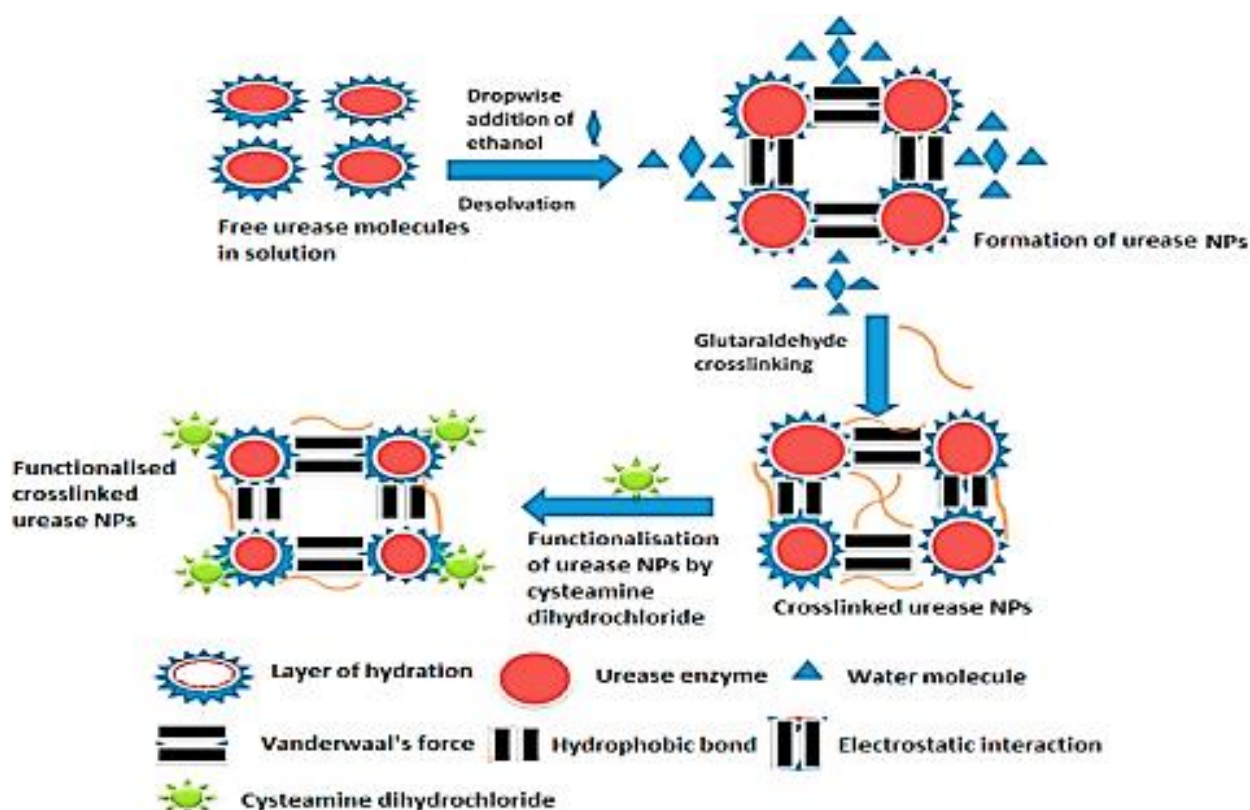 Dropwise
addition of
ethanol
Desolvation
Free urease molecules
in solution
Formation of urease NPs
Glutaraldehyde
crosslinking
Functionalised
crosslinked
urease NPs
Functionalisation
of urease NPs by
cysteamine
dihydrochloride
Crosslinked urease NPs
Layer of hydration
Urease enzyme
Water molecule
Vanderwaal's force
Hydrophobic bond
Electrostatic interaction
Cysteamine dihydrochloride